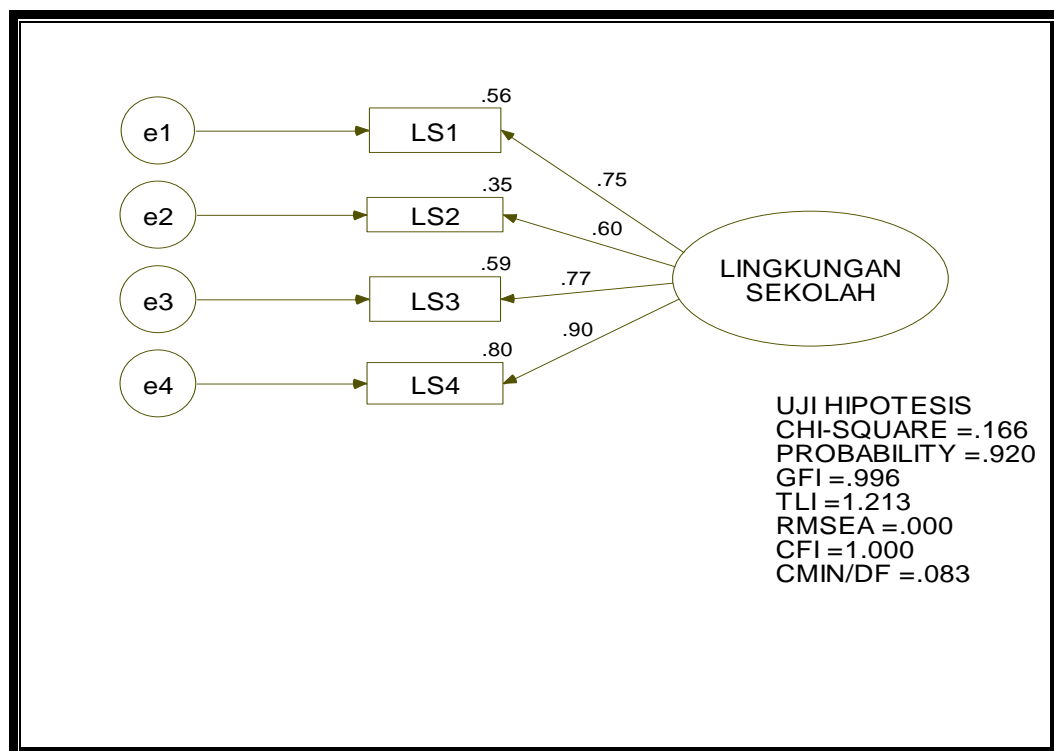 .56
e1
LS1
.75
.35
e2
LS2
.60
.59
e3
LS3
.77
LINGKUNGAN
SEKOLAH
.90
.80
e4
LS4
UJI HIPOTESIS
CHI-SQUARE =.166
PROBABILITY =.920
GFI =.996
TLI =1.213
RMSEA =.000
CFI =1.000
CMIN/DF =.083